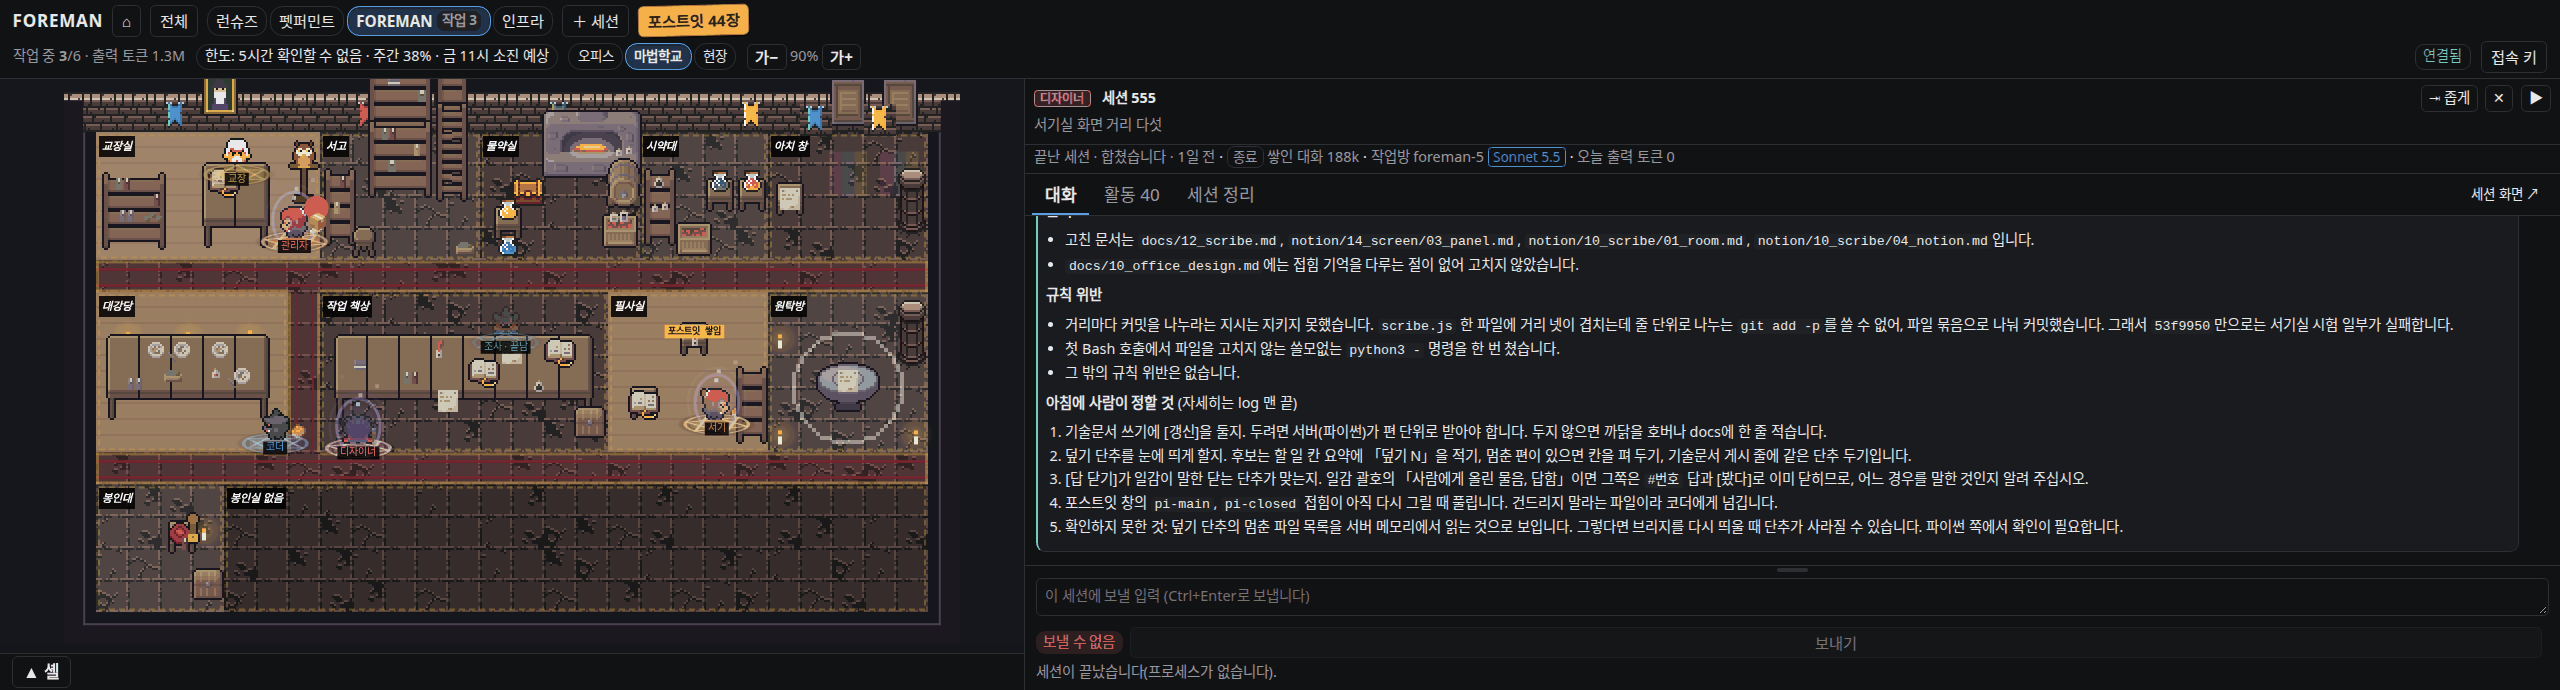 FOREMAN ⌂ 전체 런슈즈 펫퍼민트 FOREMAN 작업 3 인프라 + 세션 포스트잇 44장
작업 중 3/6 · 출력 토큰 1.3M 한도: 5시간 확인할 수 없음 · 주간 38% · 금 11시 소진 예상 오피스 마법학교 현장 가− 90% 가+ 연결됨 접속 키
디자이너 세션 555 ⇥ 좁게 ✕ ▶
서기실 화면 거리 다섯
끝난 세션 · 합쳤습니다 · 1일 전 · 종료 쌓인 대화 188k · 작업방 foreman-5 Sonnet 5.5 · 오늘 출력 토큰 0
대화 활동 40 세션 정리 세션 화면 ↗
• 고친 문서는 docs/12_scribe.md, notion/14_screen/03_panel.md, notion/10_scribe/01_room.md, notion/10_scribe/04_notion.md 입니다.
• docs/10_office_design.md 에는 접힘 기억을 다루는 절이 없어 고치지 않았습니다.
규칙 위반
• 거리마다 커밋을 나누라는 지시는 지키지 못했습니다. scribe.js 한 파일에 거리 넷이 겹치는데 줄 단위로 나누는 git add -p 를 쓸 수 없어, 파일 묶음으로 나눠 커밋했습니다. 그래서 53f9950 만으로는 서기실 시험 일부가 실패합니다.
• 첫 Bash 호출에서 파일을 고치지 않는 쓸모없는 python3 - 명령을 한 번 쳤습니다.
• 그 밖의 규칙 위반은 없습니다.
아침에 사람이 정할 것 (자세히는 log 맨 끝)
1. 기술문서 쓰기에 [갱신]을 둘지. 두려면 서버(파이썬)가 편 단위로 받아야 합니다. 두지 않으면 까닭을 호버나 docs에 한 줄 적습니다.
2. 덮기 단추를 눈에 띄게 할지. 후보는 할 일 칸 요약에 「덮기 N」을 적기, 멈춘 편이 있으면 칸을 펴 두기, 기술문서 게시 줄에 같은 단추 두기입니다.
3. [답 닫기]가 일감이 말한 닫는 단추가 맞는지. 일감 괄호의 「사람에게 올린 물음, 답함」이면 그쪽은 #번호 답과 [봤다]로 이미 닫히므로, 어느 경우를 말한 것인지 알려 주십시오.
4. 포스트잇 창의 pi-main, pi-closed 접힘이 아직 다시 그릴 때 풀립니다. 건드리지 말라는 파일이라 코더에게 넘깁니다.
5. 확인하지 못한 것: 덮기 단추의 멈춘 파일 목록을 서버 메모리에서 읽는 것으로 보입니다. 그렇다면 브리지를 다시 띄울 때 단추가 사라질 수 있습니다. 파이썬 쪽에서 확인이 필요합니다.
이 세션에 보낼 입력 (Ctrl+Enter로 보냅니다)
보낼 수 없음 보내기
세션이 끝났습니다(프로세스가 없습니다).
교장실 서고 물약실 시약대 아치 창
교장
관리자
대강당 작업 책상 필사실 원탁방
포스트잇 쌓임
조사 · 끝남
서기
코더 디자이너
봉인대 봉인실 없음
▲ 셸